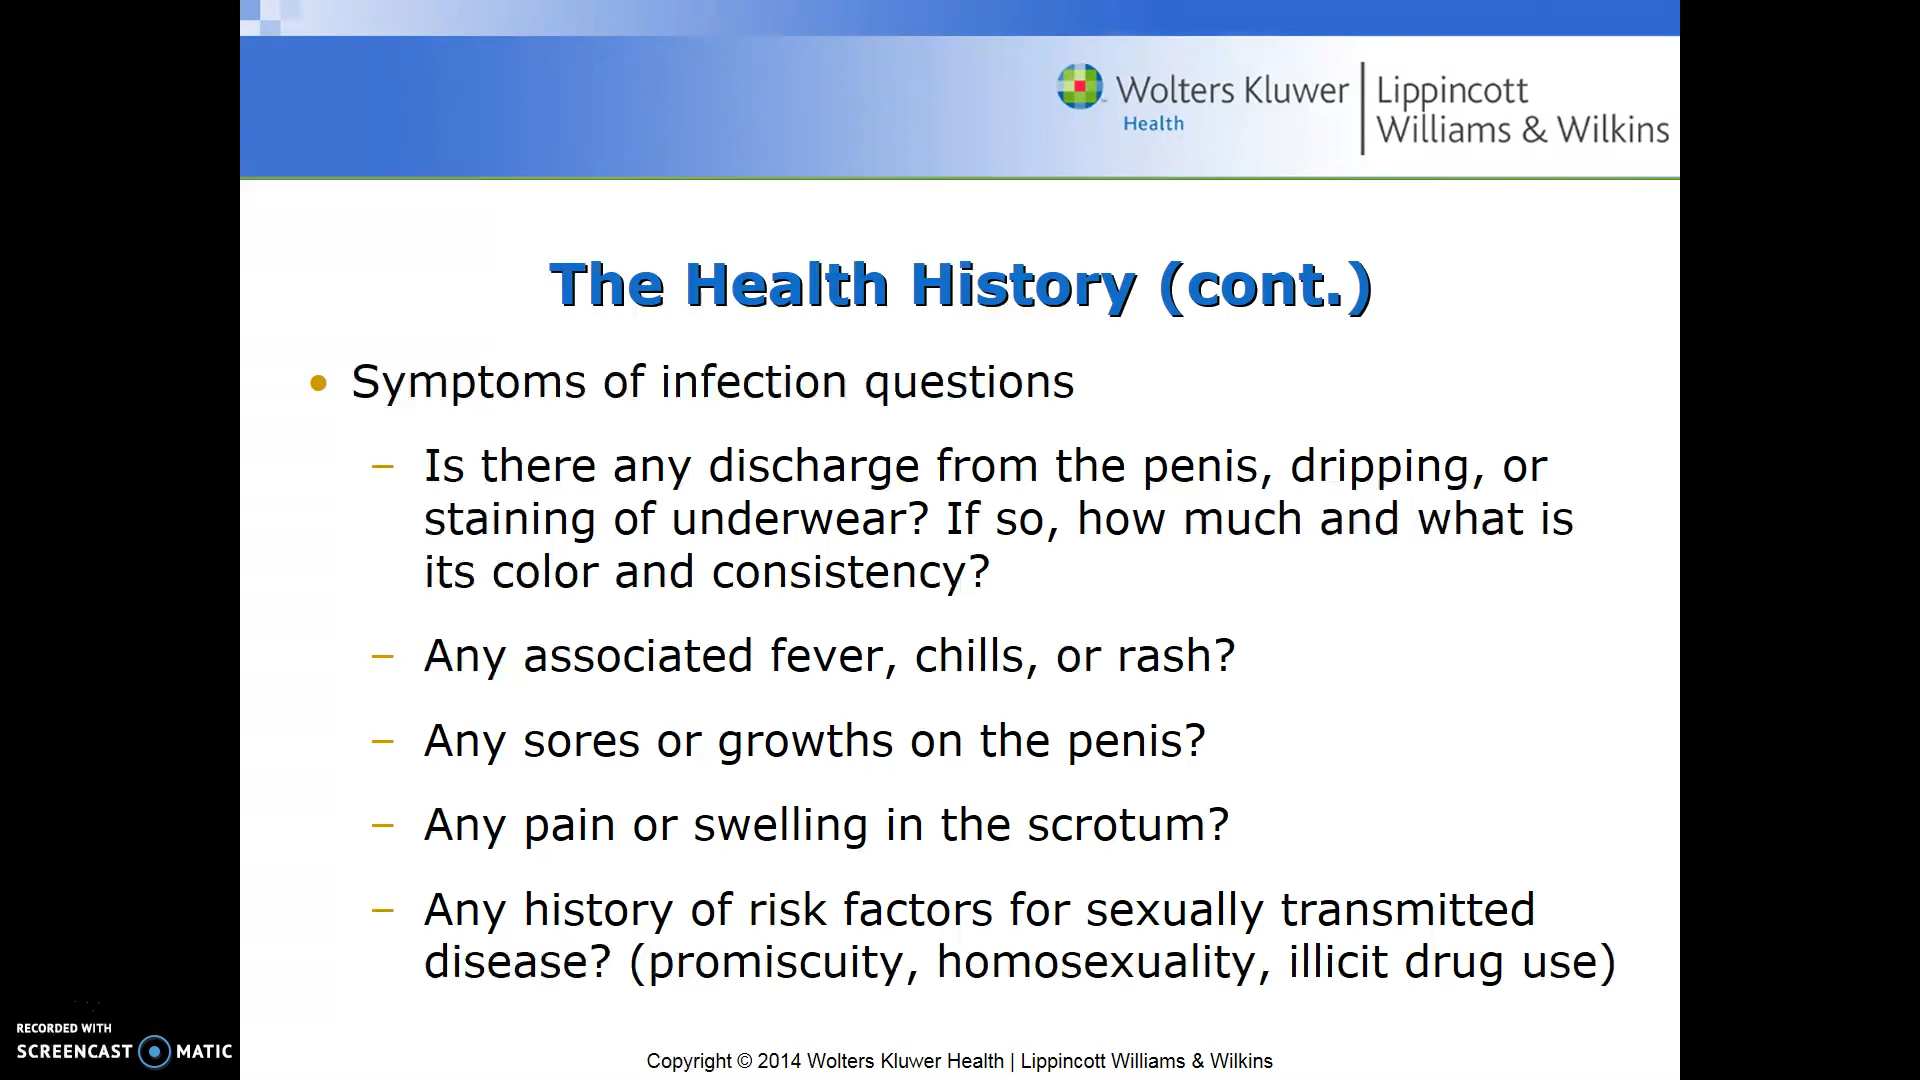 Wolters Kluwer
Health
Lippincott
Williams & Wilkins
The Health History (cont.)
• Symptoms of infection questions
– Is there any discharge from the penis, dripping, or
staining of underwear? If so, how much and what is
its color and consistency?
– Any associated fever, chills, or rash?
– Any sores or growths on the penis?
– Any pain or swelling in the scrotum?
– Any history of risk factors for sexually transmitted
disease? (promiscuity, homosexuality, illicit drug use)
RECORDED WITH
SCREENCAST MATIC
Copyright © 2014 Wolters Kluwer Health | Lippincott Williams & Wilkins